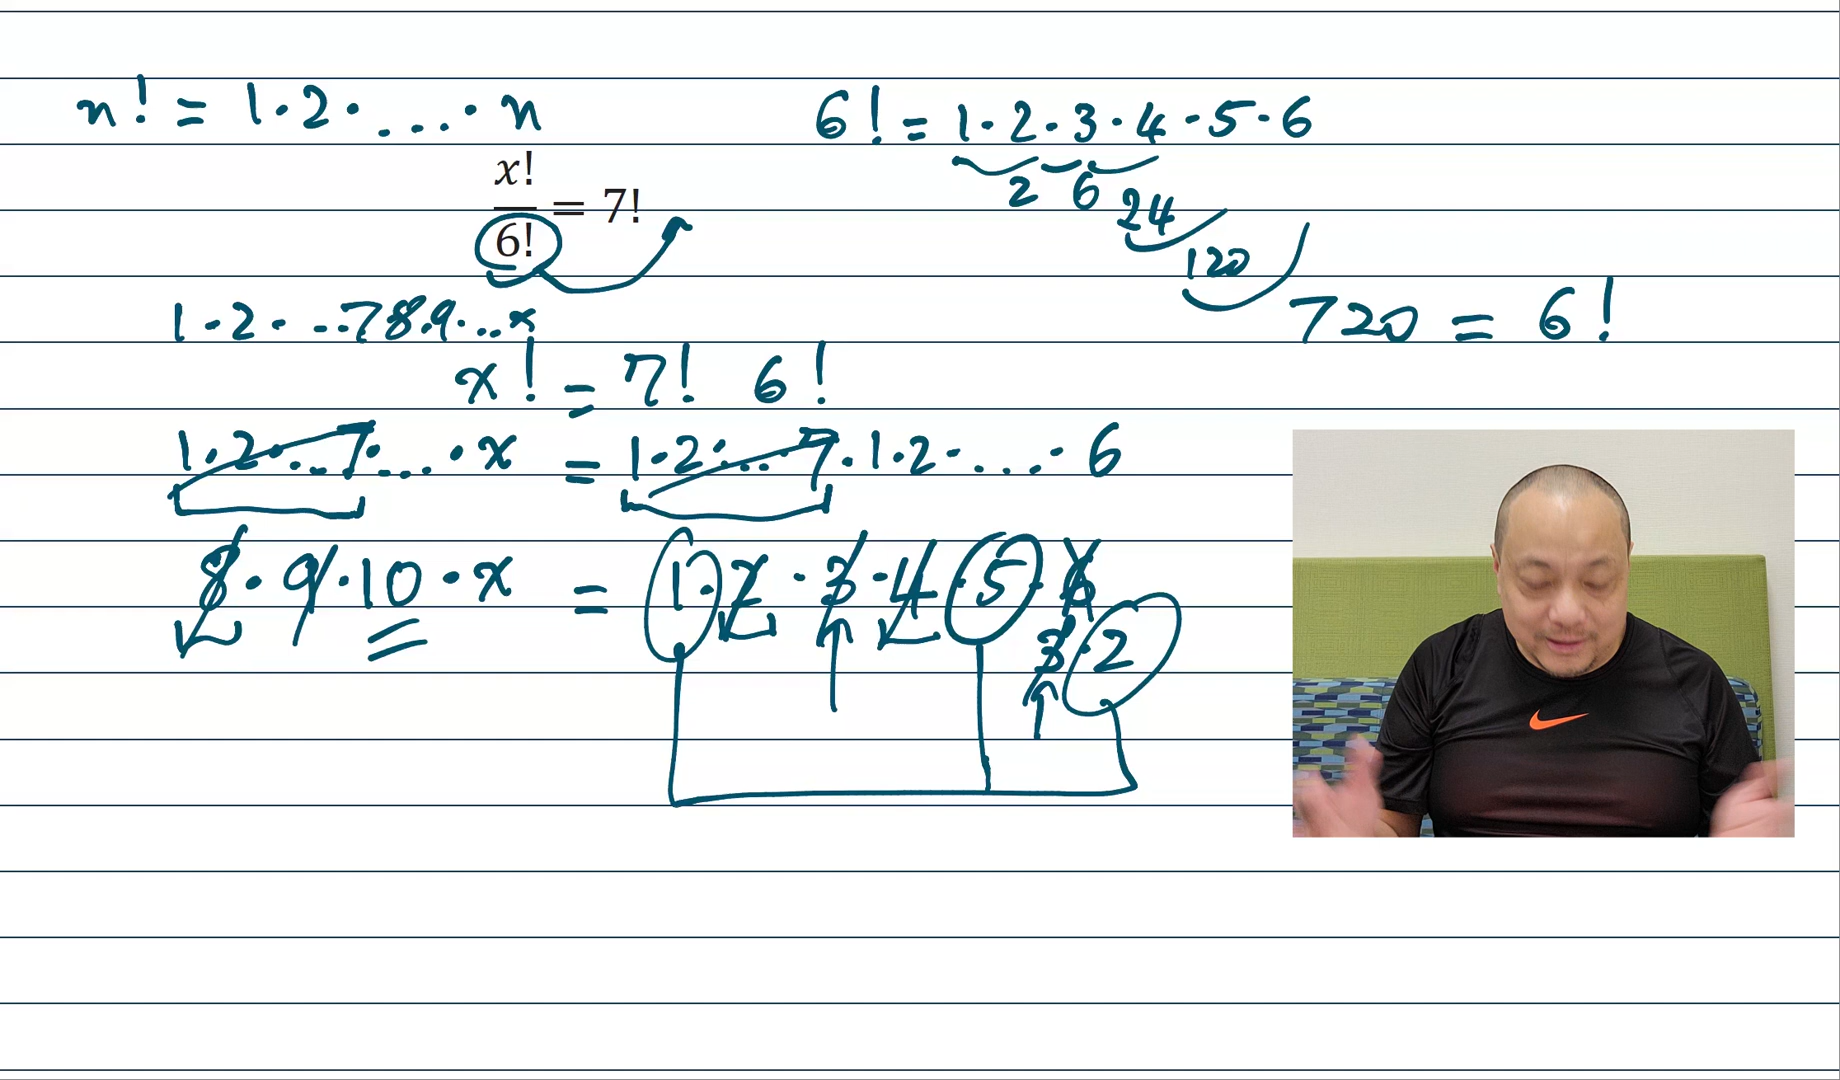 n! = 1·2·...·n
6! = 1·2·3·4·5·6
2 6 24
120
720 = 6!
x!
6! = 7!
1·2·...7 8·9·...x
x! = 7! 6!
1·2·...7·...·x = 1·2·...7·1·2·...·6
8·9·10·x = 1·2·3·4·5·6
3·2